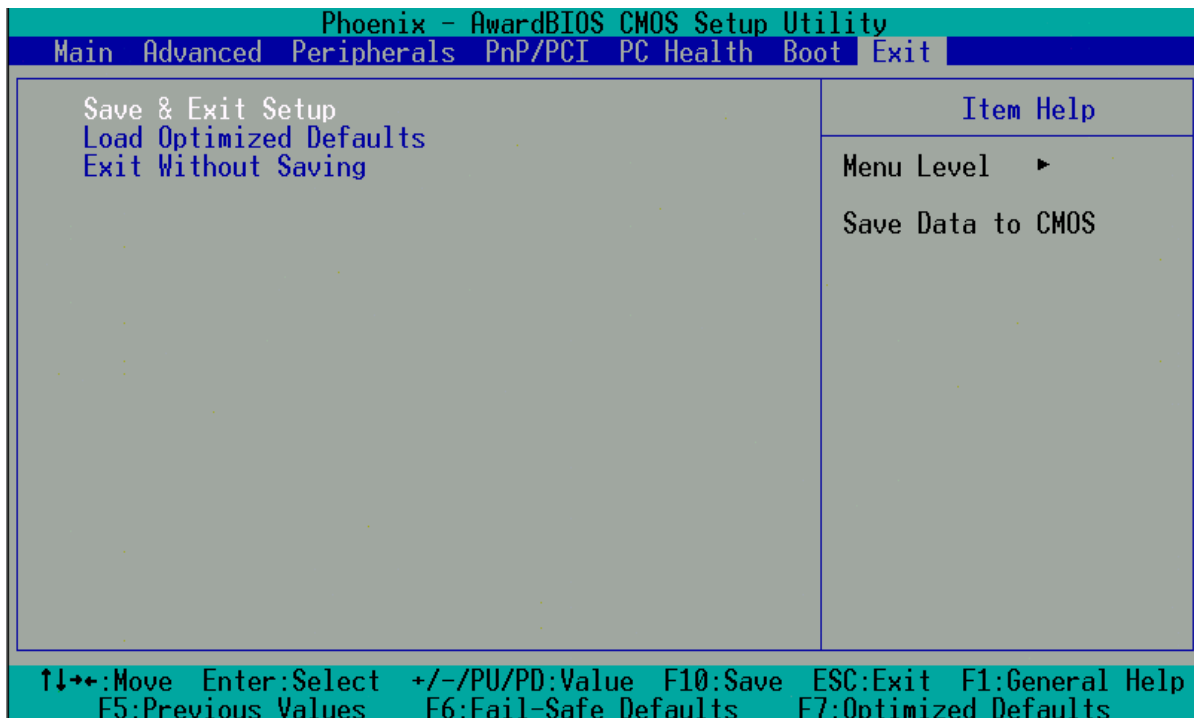 Phoenix - AwardBIOS CMOS Setup Utility
Main Advanced Peripherals PnP/PCI PC Health Boot Exit
Save & Exit Setup
Load Optimized Defaults
Exit Without Saving
Item Help
Menu Level ►
Save Data to CMOS
↑↓→←:Move Enter:Select +/-/PU/PD:Value F10:Save ESC:Exit F1:General Help
F5:Previous Values F6:Fail-Safe Defaults F7:Optimized Defaults